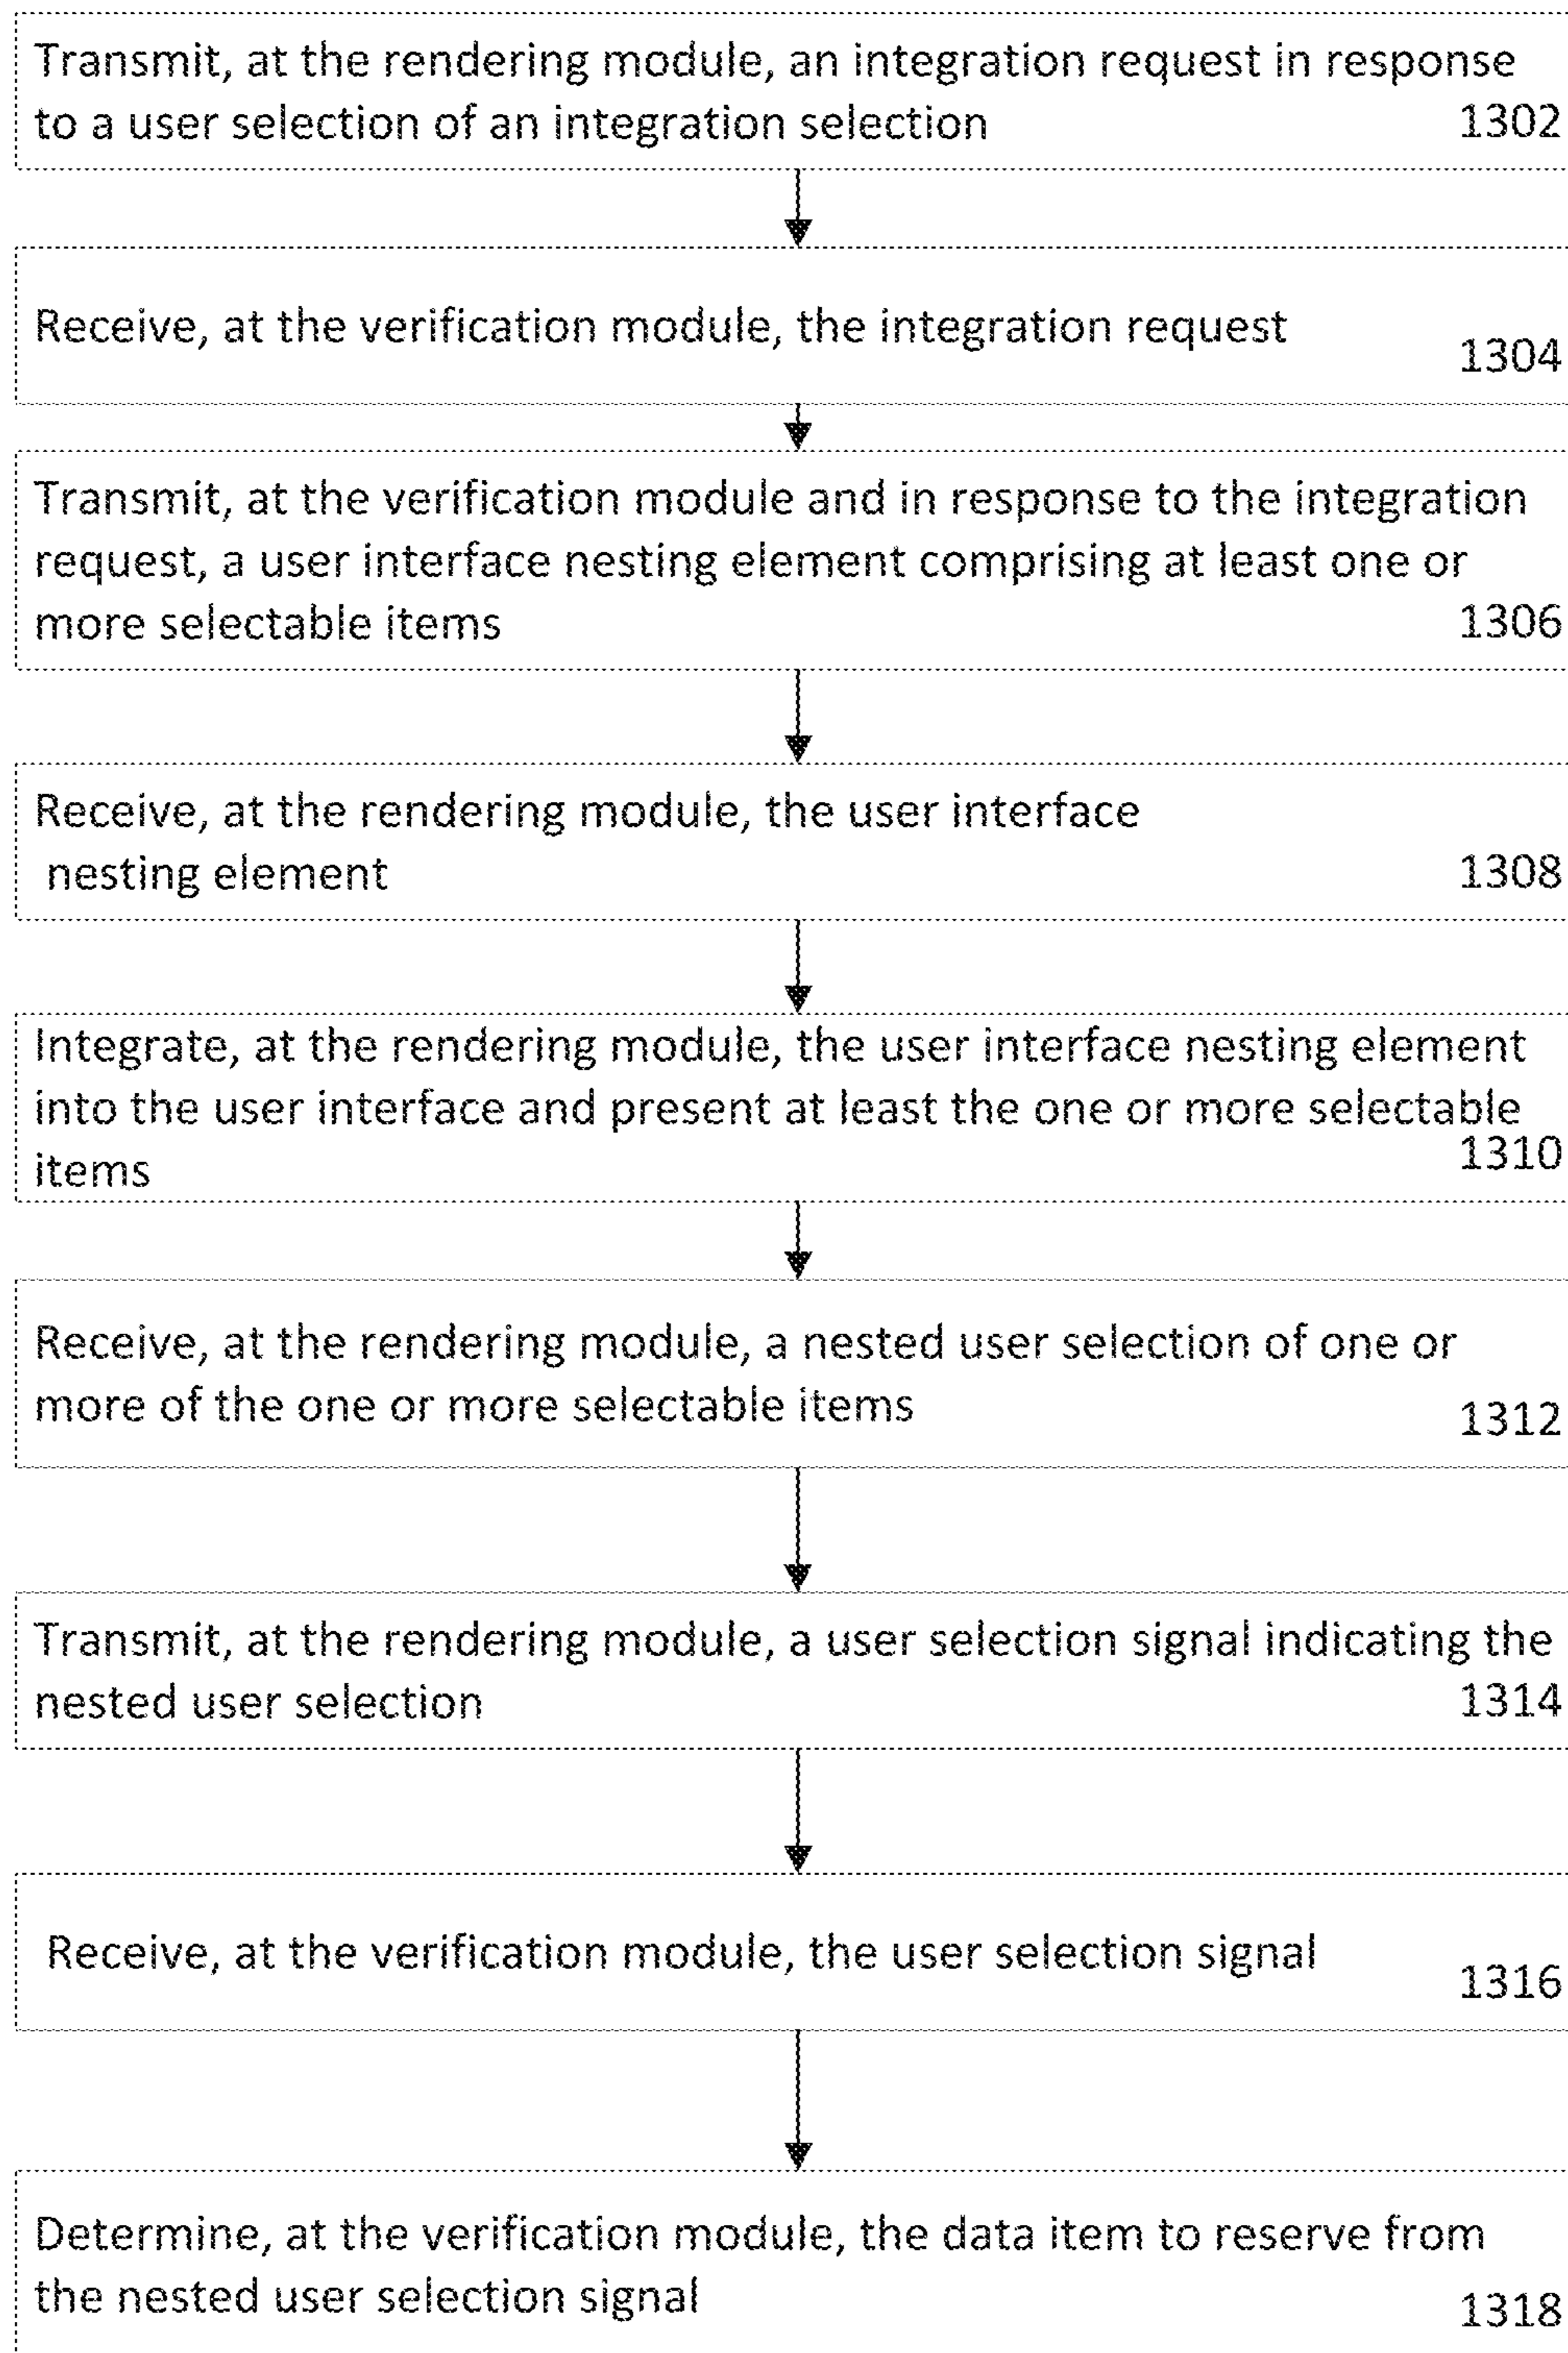 Transmit, at the rendering module, an integration request in response
to a user selection of an integration selection 1302
Receive, at the verification module, the integration request
1304
Transmit, at the verification module and in response to the integration
request, a user interface nesting element comprising at least one or
more selectable items 1306
Receive, at the rendering module, the user interface
nesting element 1308
Integrate, at the rendering module, the user interface nesting element
into the user interface and present at least the one or more selectable
items 1310
Receive, at the rendering module, a nested user selection of one or
more of the one or more selectable items 1312
Transmit, at the rendering module, a user selection signal indicating the
nested user selection 1314
Receive, at the verification module, the user selection signal
1316
Determine, at the verification module, the data item to reserve from
the nested user selection signal 1318